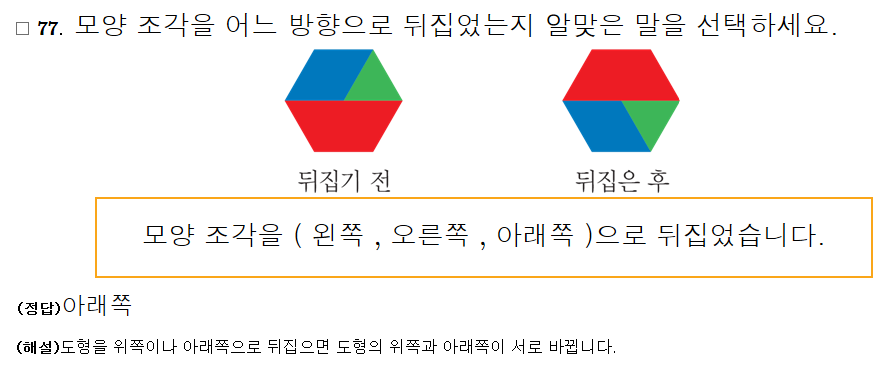 □ 77. 모양 조각을 어느 방향으로 뒤집었는지 알맞은 말을 선택하세요.
뒤집기 전 뒤집은 후
모양 조각을 ( 왼쪽 , 오른쪽 , 아래쪽 )으로 뒤집었습니다.
(정답)아래쪽
(해설)도형을 위쪽이나 아래쪽으로 뒤집으면 도형의 위쪽과 아래쪽이 서로 바뀝니다.